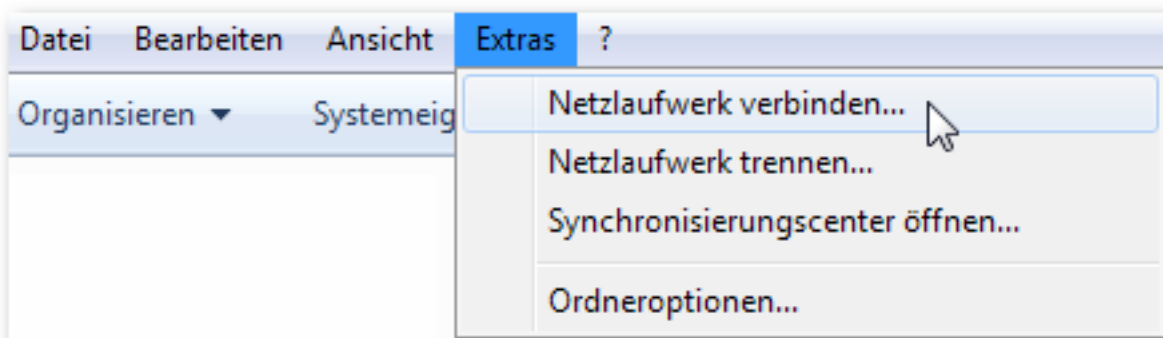 Datei Bearbeiten Ansicht Extras ?
Organisieren Systemeig
Netzlaufwerk verbinden...
Netzlaufwerk trennen...
Synchronisierungscenter öffnen...
Ordneroptionen...